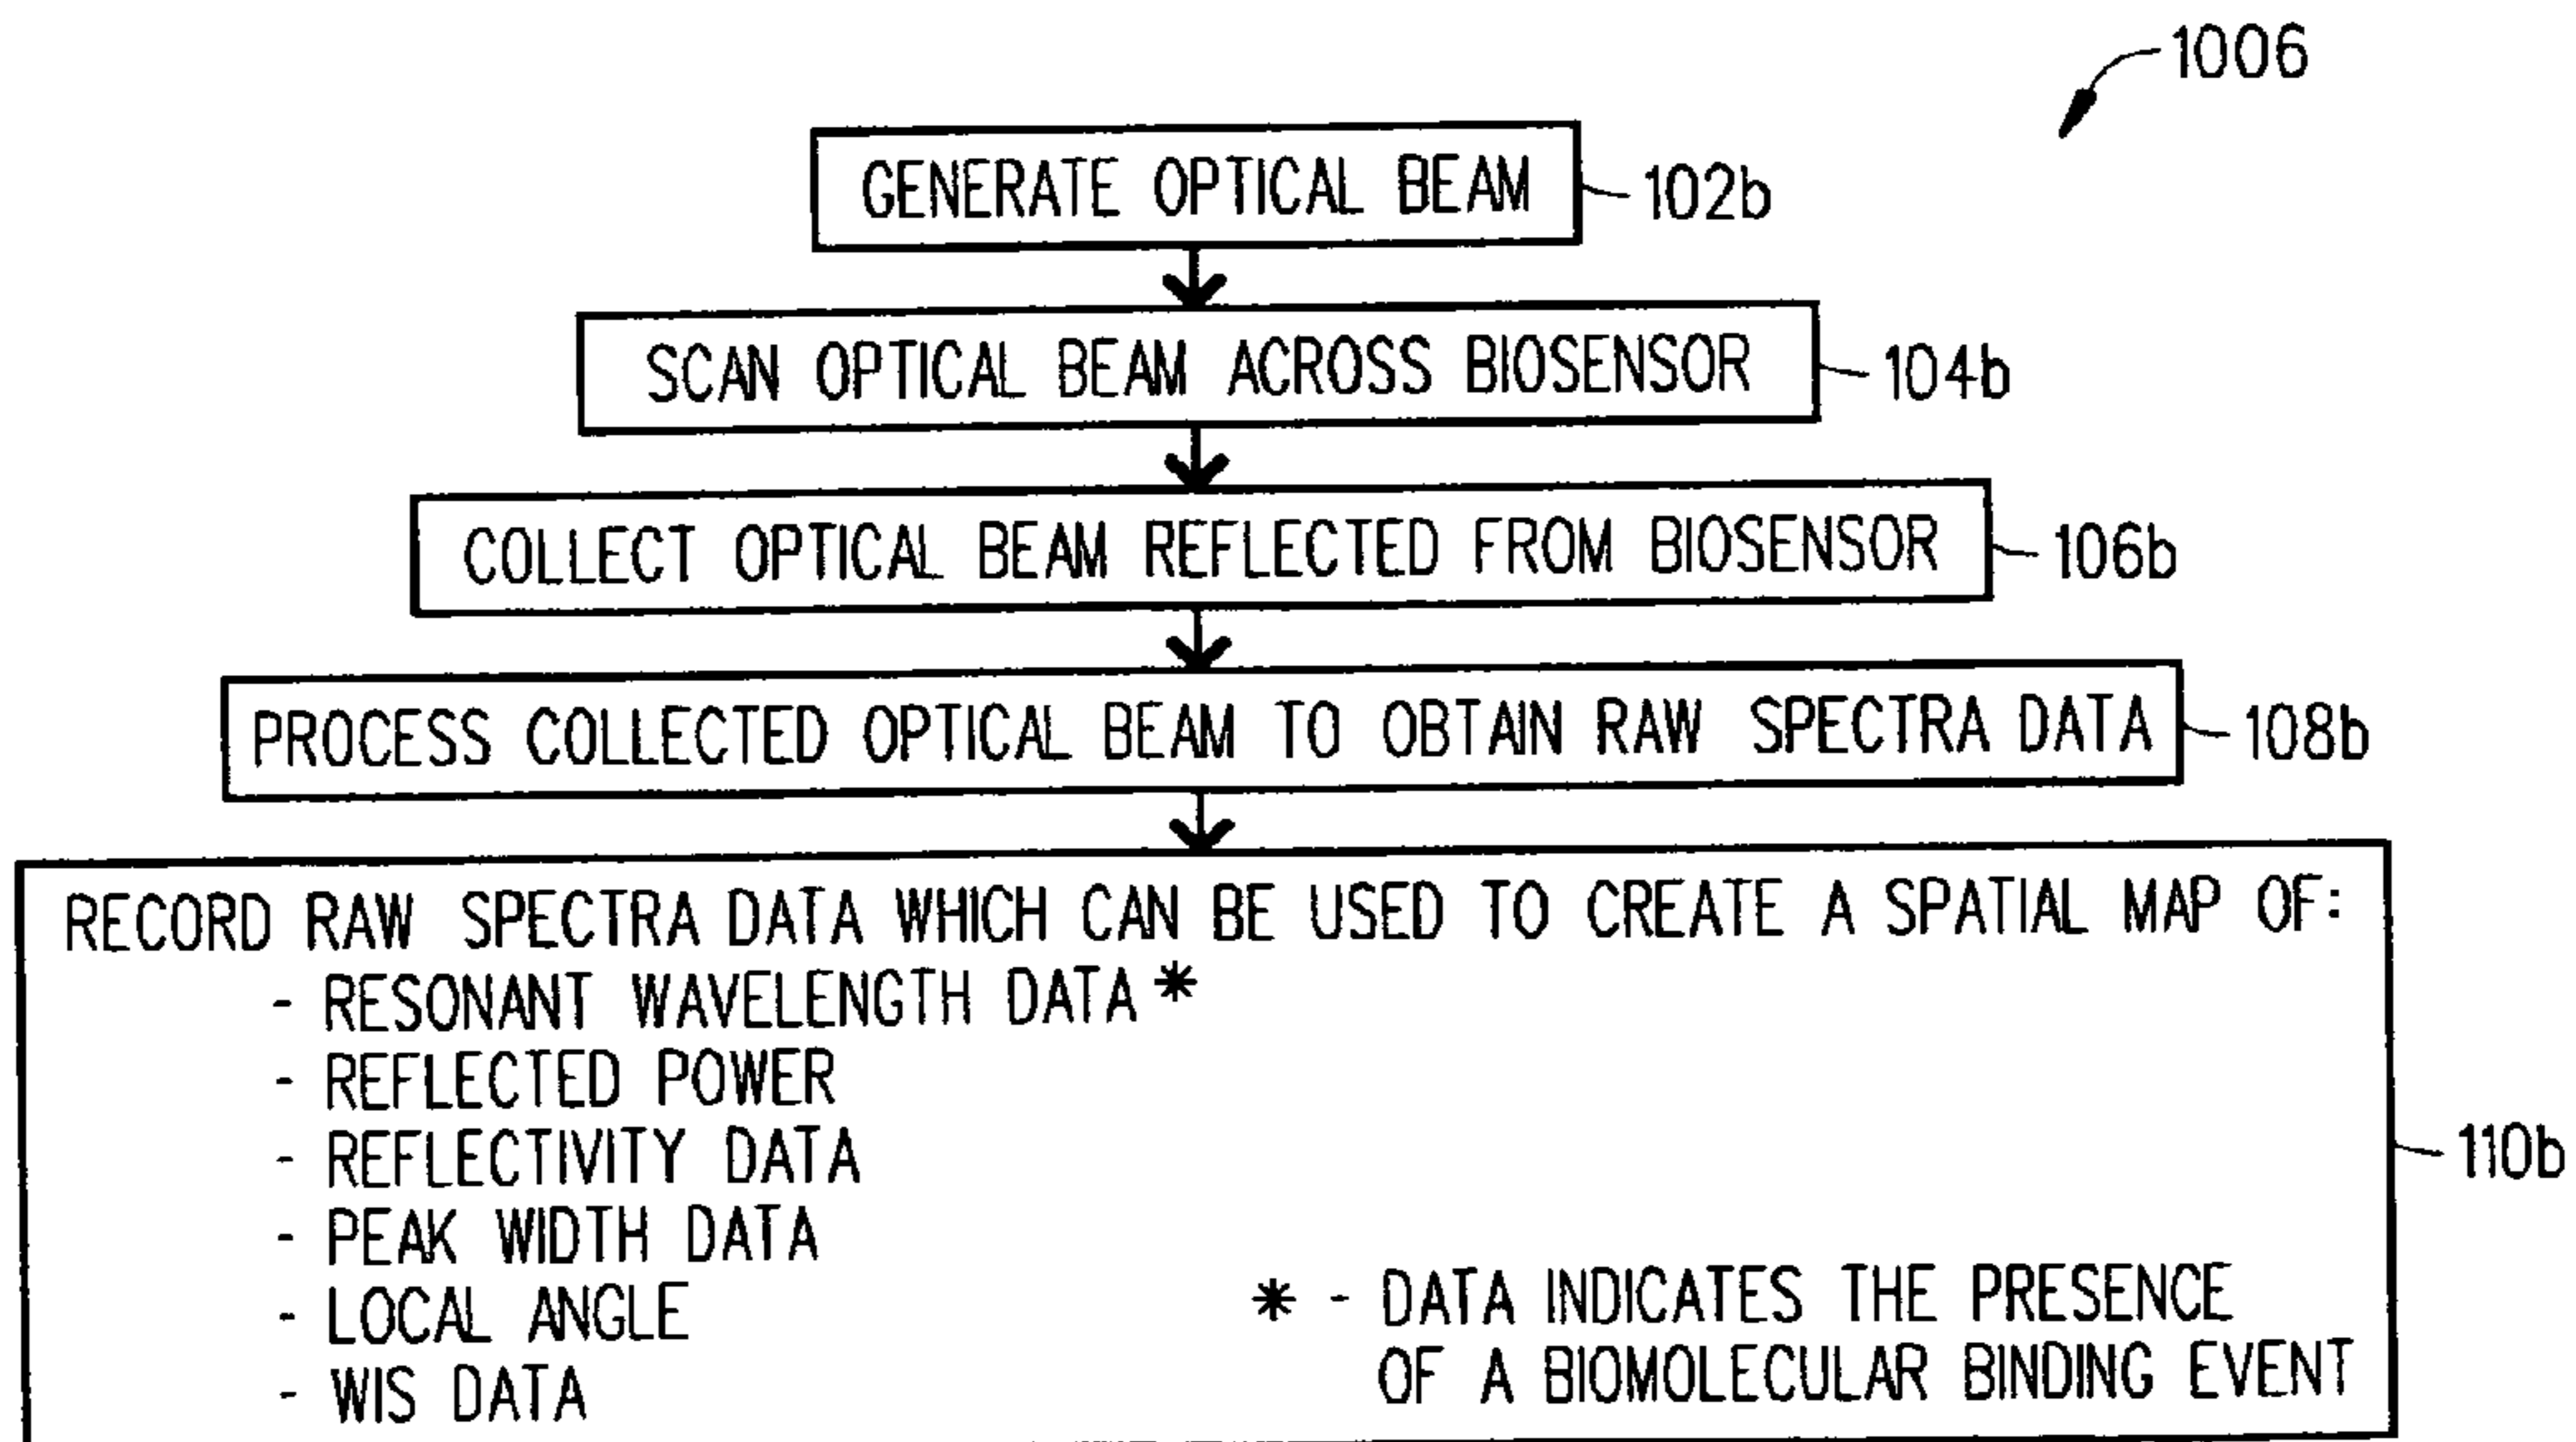 1006
GENERATE OPTICAL BEAM
102b
SCAN OPTICAL BEAM ACROSS BIOSENSOR
104b
COLLECT OPTICAL BEAM REFLECTED FROM BIOSENSOR
106b
PROCESS COLLECTED OPTICAL BEAM TO OBTAIN RAW SPECTRA DATA
108b
RECORD RAW SPECTRA DATA WHICH CAN BE USED TO CREATE A SPATIAL MAP OF:
- RESONANT WAVELENGTH DATA *
- REFLECTED POWER
- REFLECTIVITY DATA
- PEAK WIDTH DATA
- LOCAL ANGLE
- WIS DATA
* - DATA INDICATES THE PRESENCE
OF A BIOMOLECULAR BINDING EVENT
110b